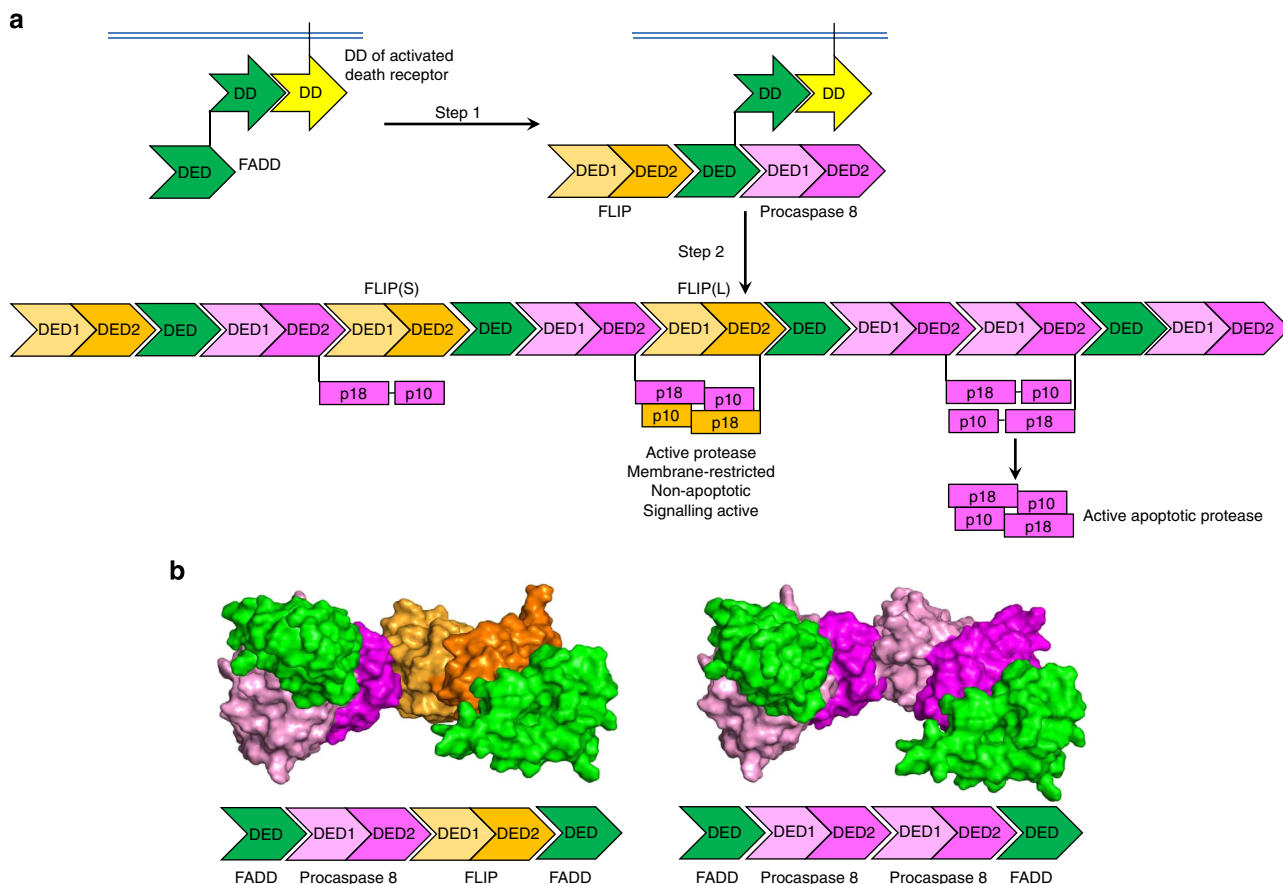 a
DD of activated
death receptor
DD
DD
DED
FADD
Step 1
DD
DD
DED1
DED2
DED
DED1
DED2
FLIP
Procaspase 8
Step 2
FLIP(S)
FLIP(L)
DED1
DED2
DED
DED1
DED2
DED1
DED2
DED
DED1
DED2
DED1
DED2
DED
DED1
DED2
DED1
DED2
DED
DED1
DED2
p18
p10
p18
p10
p10
p18
Active protease
Membrane-restricted
Non-apoptotic
Signalling active
p18
p10
p10
p18
p18
p10
p10
p18
Active apoptotic protease
b
DED
DED1
DED2
DED1
DED2
DED
FADD
Procaspase 8
FLIP
FADD
DED
DED1
DED2
DED1
DED2
DED
FADD
Procaspase 8
Procaspase 8
FADD